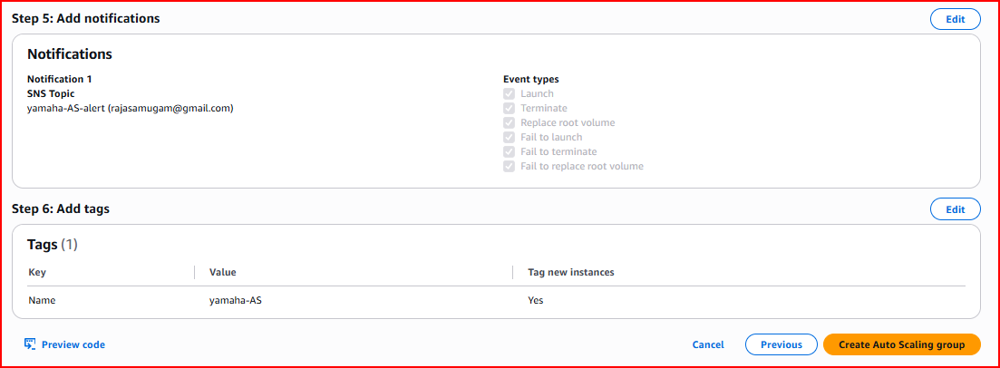 Step 5: Add notifications
Edit
Notifications
Notification 1
SNS Topic
yamaha-AS-alert (rajasamugam@gmail.com)
Event types
Launch
Terminate
Replace root volume
Fail to launch
Fail to terminate
Fail to replace root volume
Step 6: Add tags
Edit
Tags (1)
Key Value Tag new instances
Name yamaha-AS Yes
Preview code Cancel Previous Create Auto Scaling group